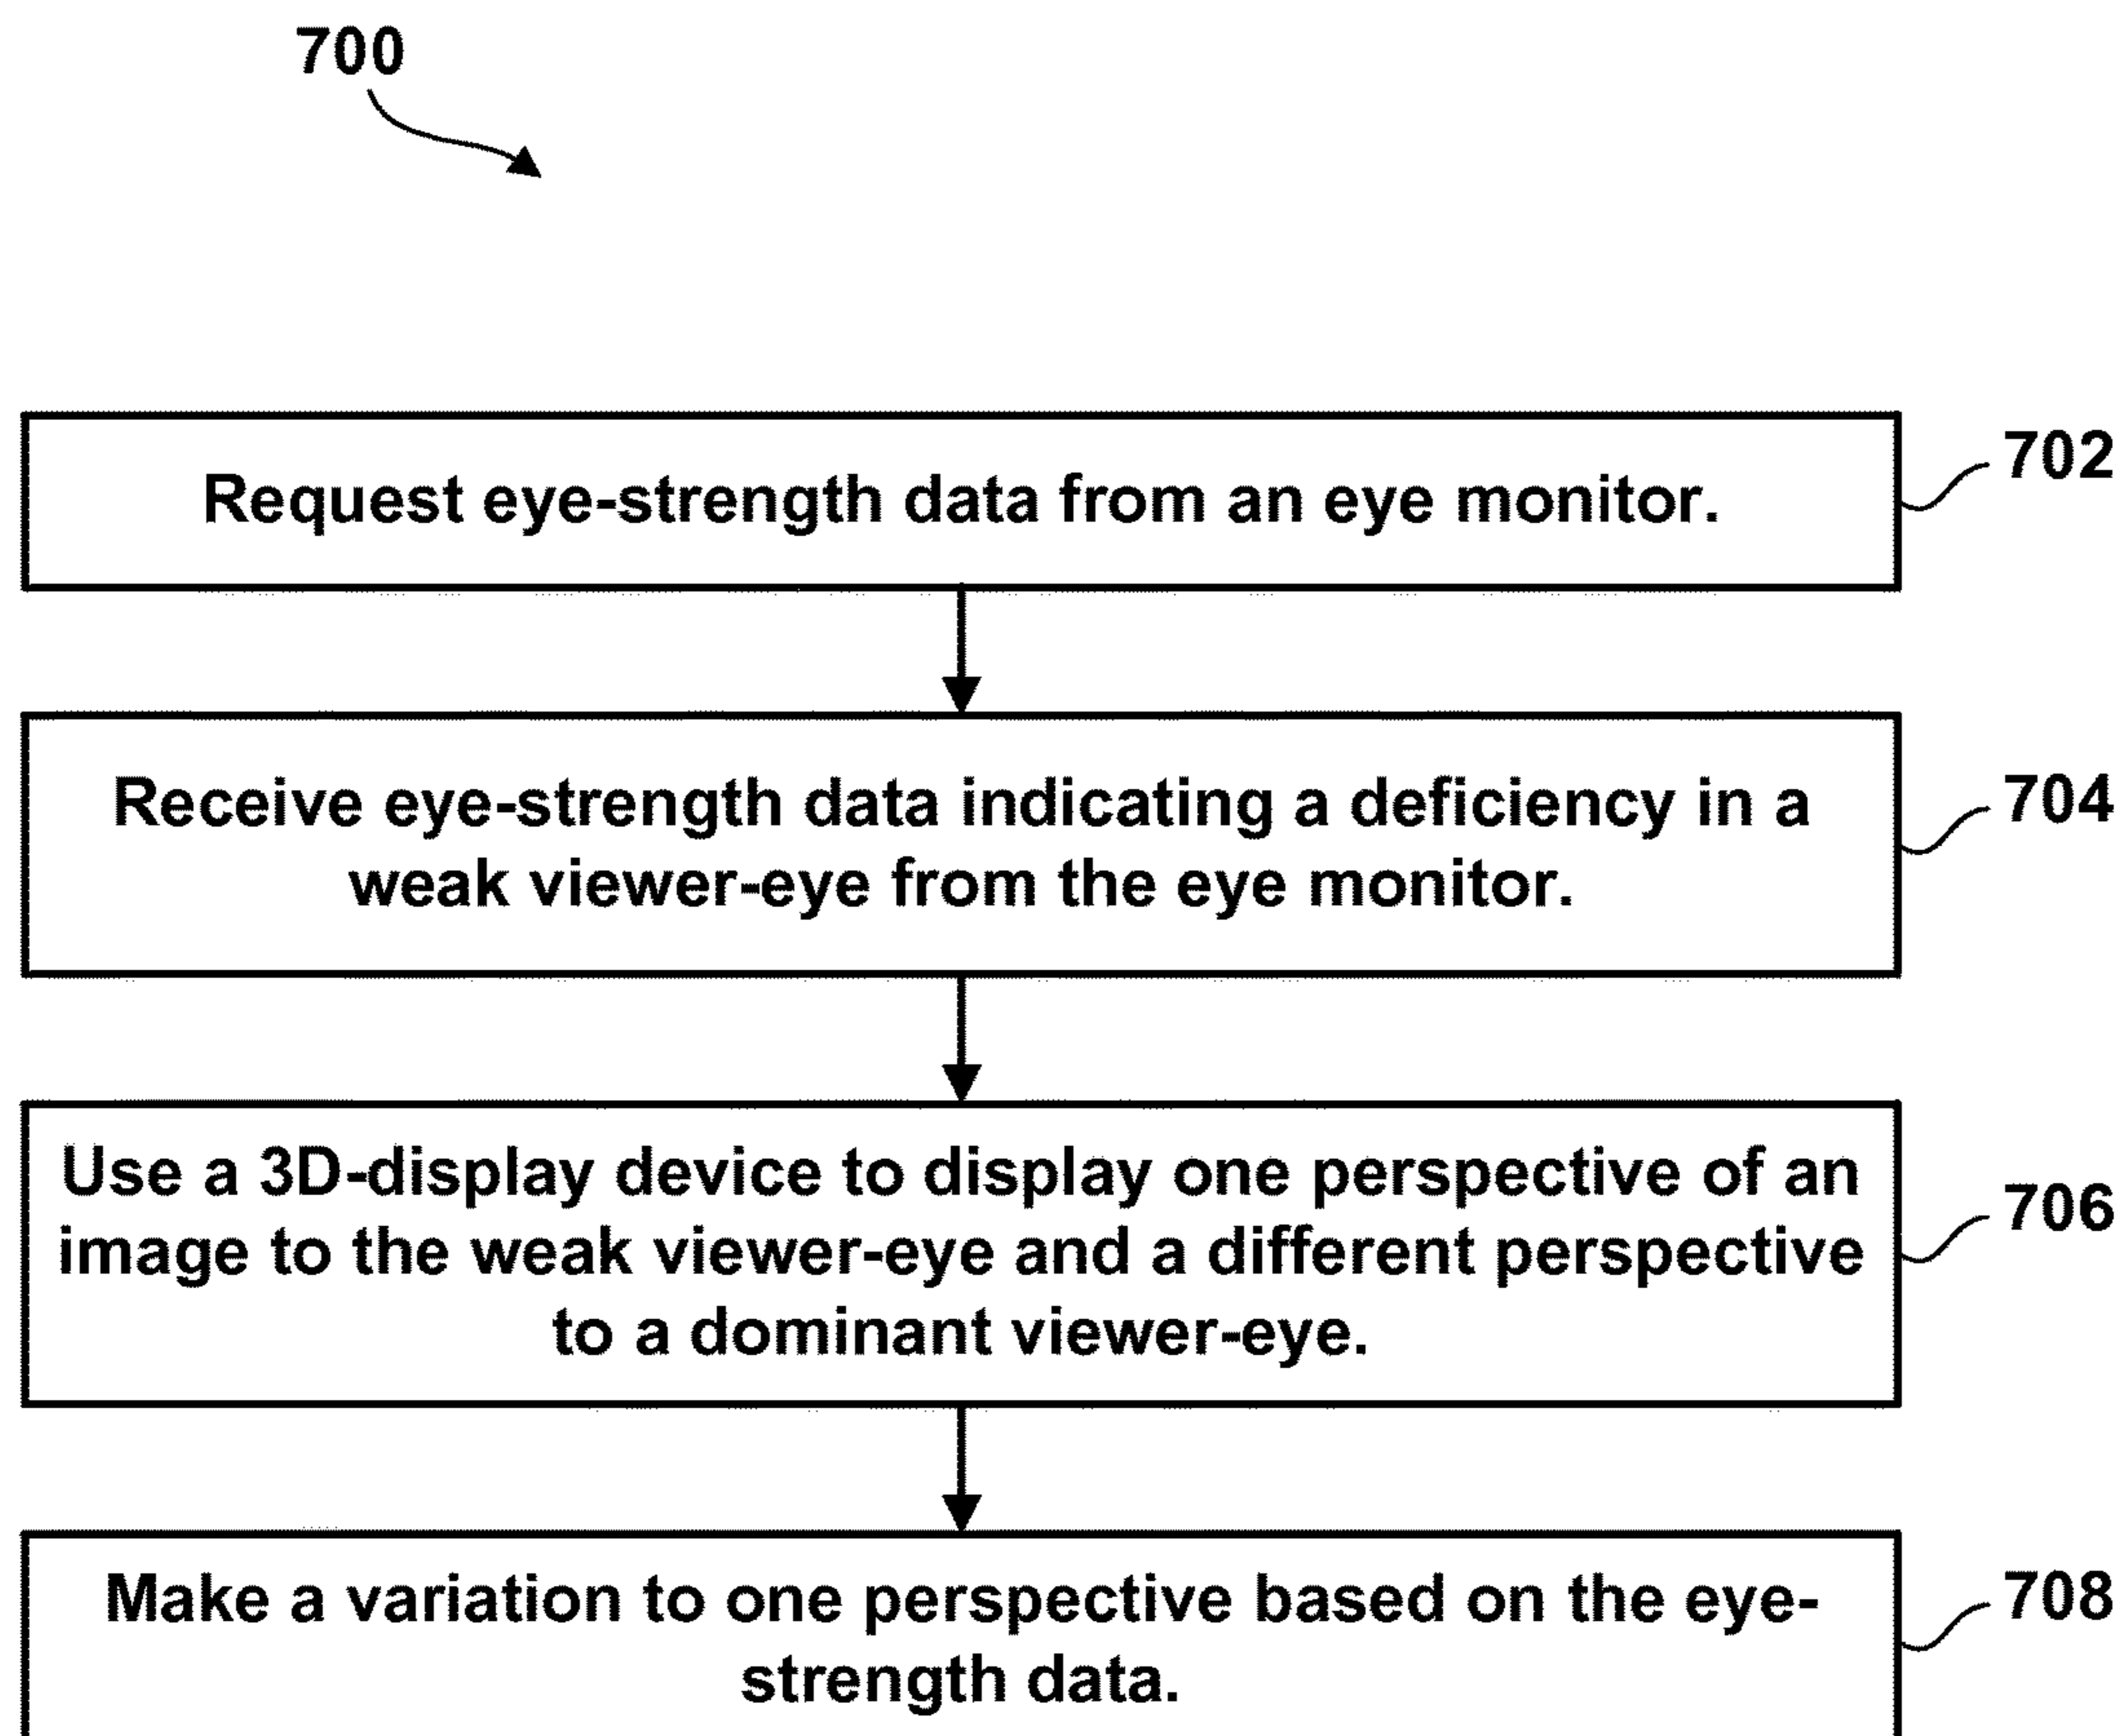 700
Request eye-strength data from an eye monitor.
702
Receive eye-strength data indicating a deficiency in a
weak viewer-eye from the eye monitor.
704
Use a 3D-display device to display one perspective of an
image to the weak viewer-eye and a different perspective
to a dominant viewer-eye.
706
Make a variation to one perspective based on the eye-
strength data.
708